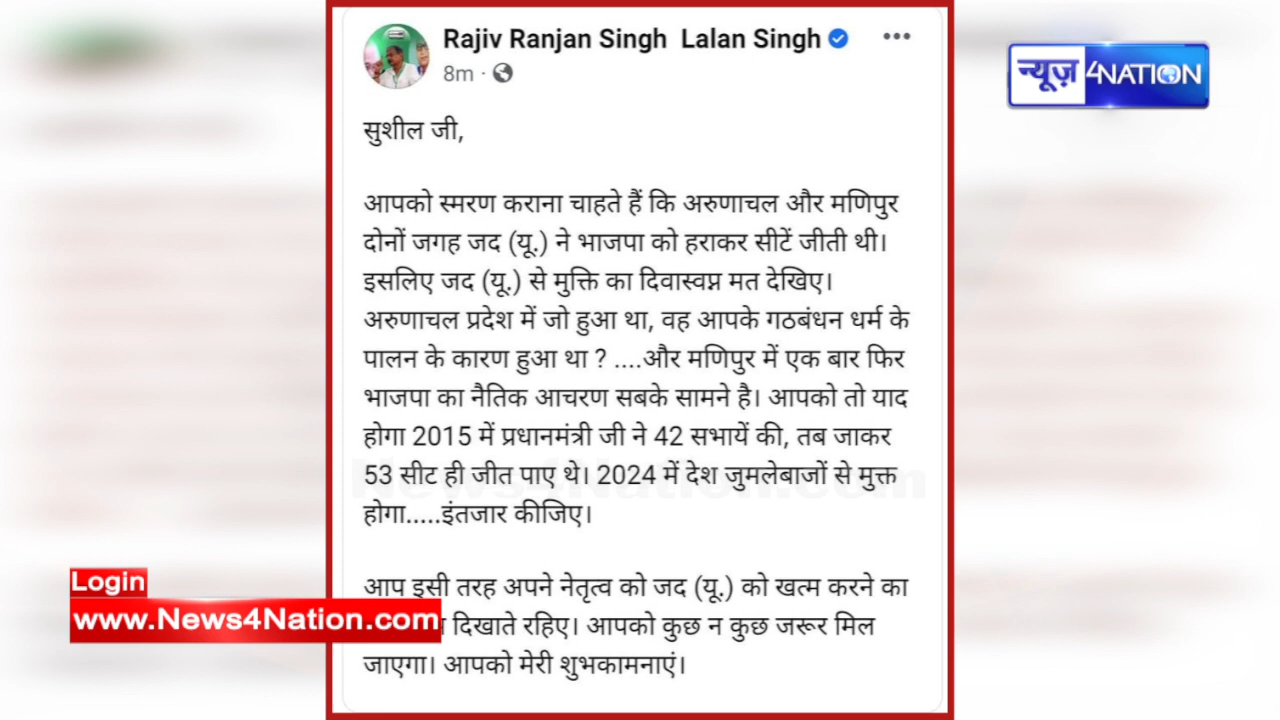 Rajiv Ranjan Singh Lalan Singh
8m ·
न्यूज़ 4NATION
सुशील जी,
आपको स्मरण कराना चाहते हैं कि अरुणाचल और मणिपुर
दोनों जगह जद (यू.) ने भाजपा को हराकर सीटें जीती थी।
इसलिए जद (यू.) से मुक्ति का दिवास्वप्न मत देखिए।
अरुणाचल प्रदेश में जो हुआ था, वह आपके गठबंधन धर्म के
पालन के कारण हुआ था ? ....और मणिपुर में एक बार फिर
भाजपा का नैतिक आचरण सबके सामने है। आपको तो याद
होगा 2015 में प्रधानमंत्री जी ने 42 सभायें की, तब जाकर
53 सीट ही जीत पाए थे। 2024 में देश जुमलेबाजों से मुक्त
होगा.....इंतजार कीजिए।
News4Nation.com
आप इसी तरह अपने नेतृत्व को जद (यू.) को खत्म करने का
दिखाते रहिए। आपको कुछ न कुछ जरूर मिल
जाएगा। आपको मेरी शुभकामनाएं।
Login
www.News4Nation.com